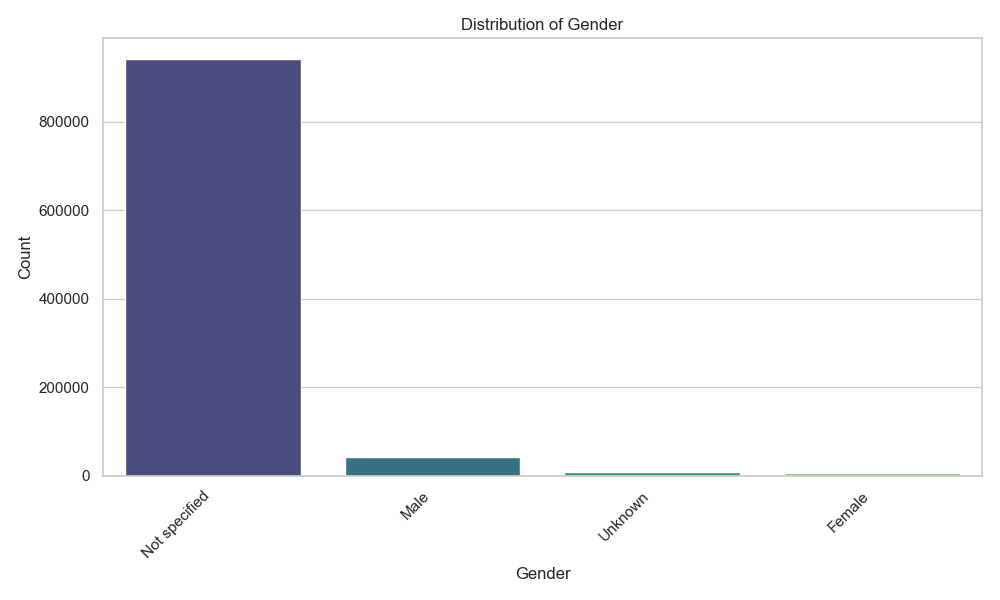 Distribution of Gender
800000
600000
400000
200000
0
Count
Not specified
Male
Unknown
Female
Gender